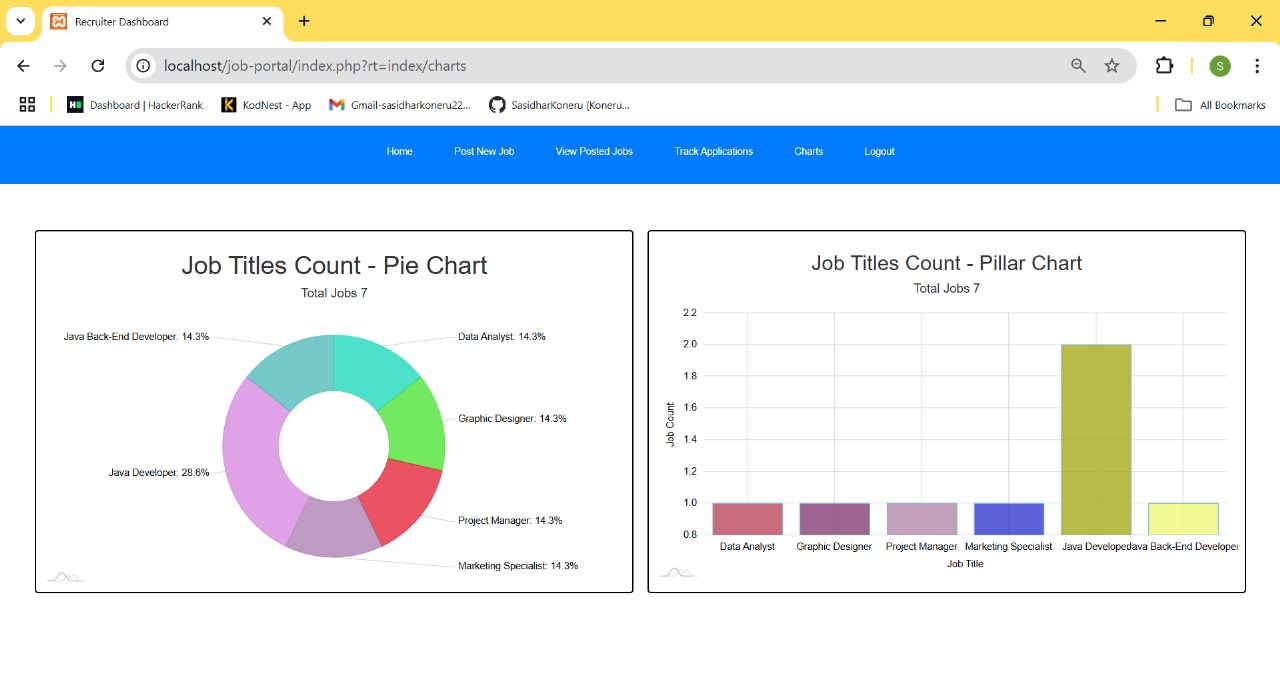 Recruiter Dashboard
localhost/job-portal/index.php?rt=index/charts
S
Dashboard | HackerRank
KodNest - App
Gmail-sasidharkoneru22...
SasidharKoneru (Koneru...
All Bookmarks
Home
Post New Job
View Posted Jobs
Track Applications
Charts
Logout
Job Titles Count - Pie Chart
Total Jobs 7
Java Back-End Developer: 14.3%
Data Analyst: 14.3%
Graphic Designer: 14.3%
Java Developer: 28.6%
Project Manager: 14.3%
Marketing Specialist: 14.3%
Job Titles Count - Pillar Chart
Total Jobs 7
2.2
2.0
1.8
1.6
1.4
1.2
1.0
0.8
Job Count
Data Analyst
Graphic Designer
Project Manager
Marketing Specialist
Java Developer
Java Back-End Developer
Job Title